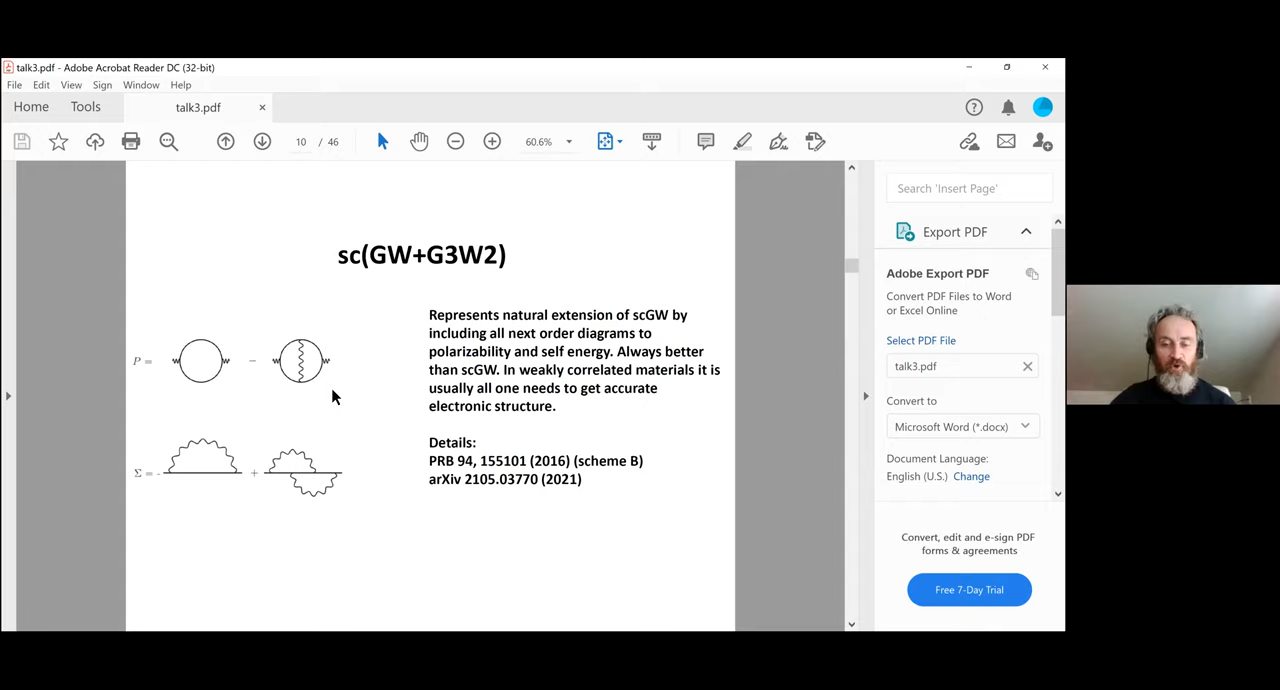 talk3.pdf - Adobe Acrobat Reader DC (32-bit)
File Edit View Sign Window Help
Home Tools talk3.pdf
10 / 46 60.6%
sc(GW+G3W2)
Represents natural extension of scGW by
including all next order diagrams to
polarizability and self energy. Always better
than scGW. In weakly correlated materials it is
usually all one needs to get accurate
electronic structure.
P = −
Σ = - +
Details:
PRB 94, 155101 (2016) (scheme B)
arXiv 2105.03770 (2021)
Search 'Insert Page'
Export PDF
Adobe Export PDF
Convert PDF Files to Word
or Excel Online
Select PDF File
talk3.pdf
Convert to
Microsoft Word (*.docx)
Document Language:
English (U.S.) Change
Convert, edit and e-sign PDF
forms & agreements
Free 7-Day Trial